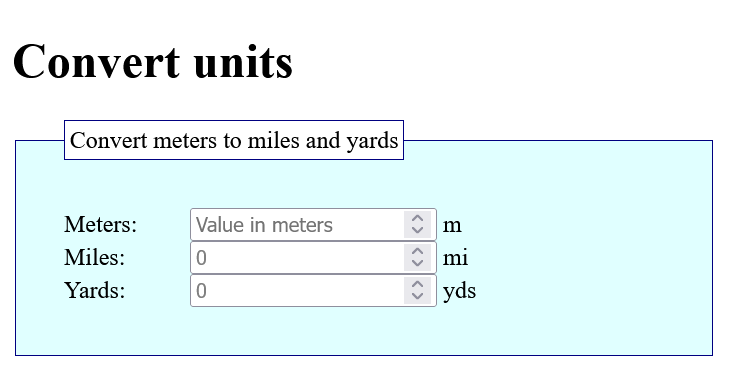 Convert units
Convert meters to miles and yards
Meters: Value in meters m
Miles: 0 mi
Yards: 0 yds